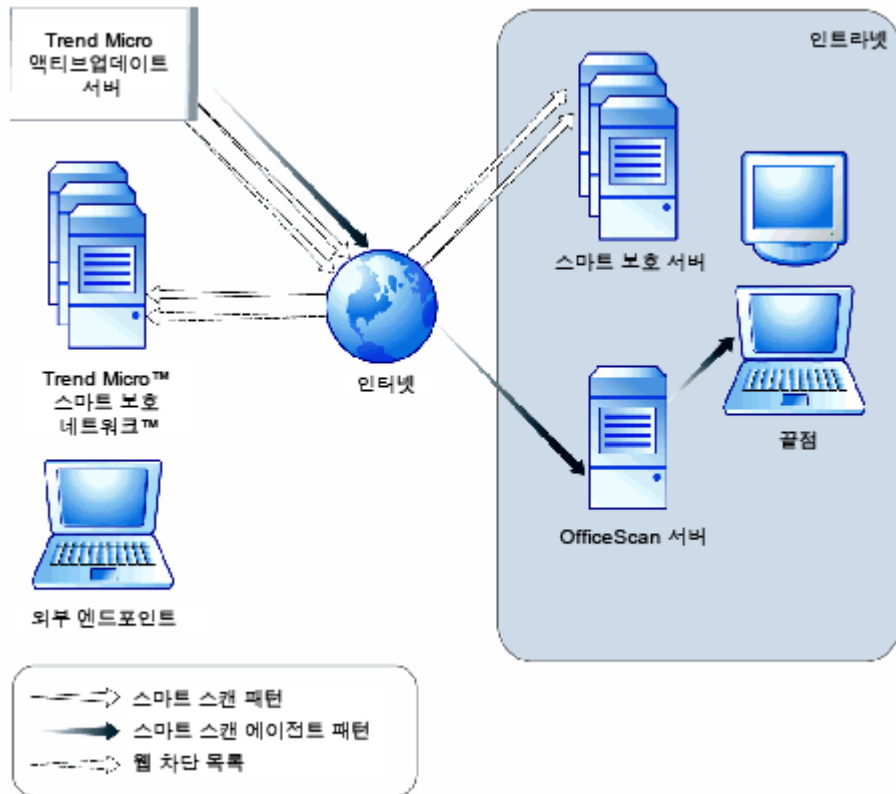 Trend Micro
액티브업데이트
서버
인트라넷
스마트 보호 서버
Trend Micro™
스마트 보호
네트워크™
인터넷
끝점
OfficeScan 서버
외부 엔드포인트
스마트 스캔 패턴
스마트 스캔 에이전트 패턴
웹 차단 목록